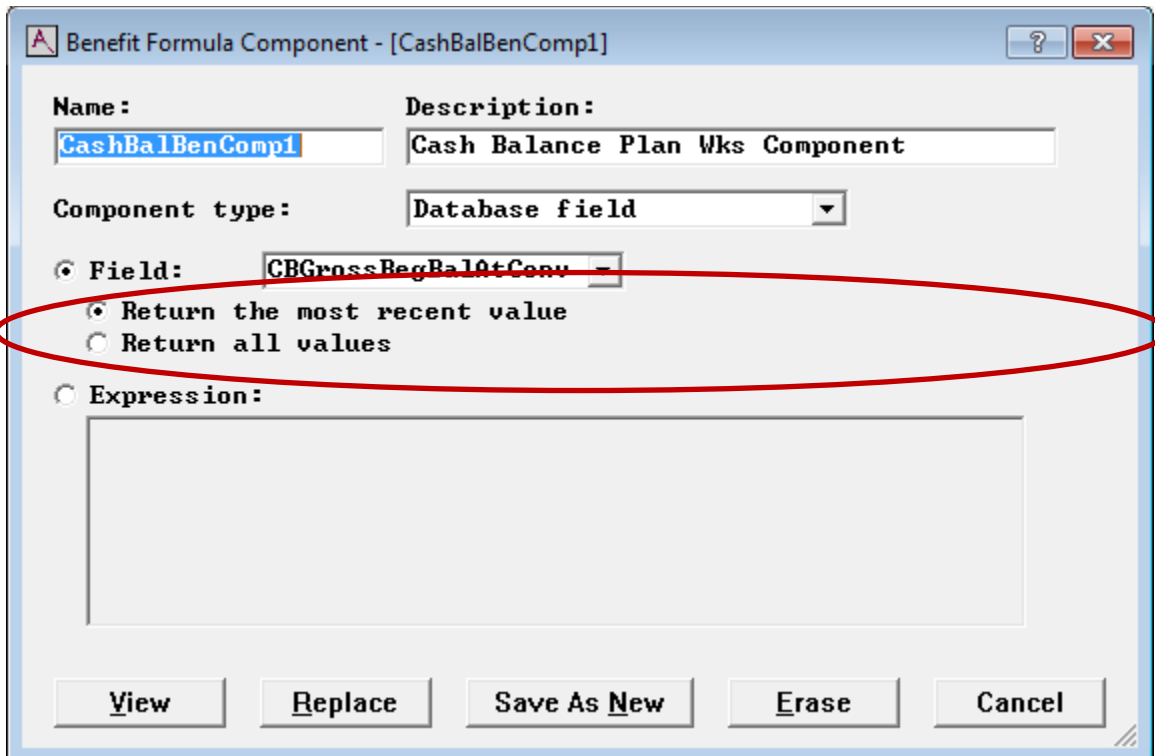 Benefit Formula Component - [CashBalBenComp1]
Name: Description:
CashBalBenComp1 Cash Balance Plan Wks Component
Component type: Database field
Field: CBGrossBegBalAtConv
Return the most recent value
Return all values
Expression:
View Replace Save As New Erase Cancel